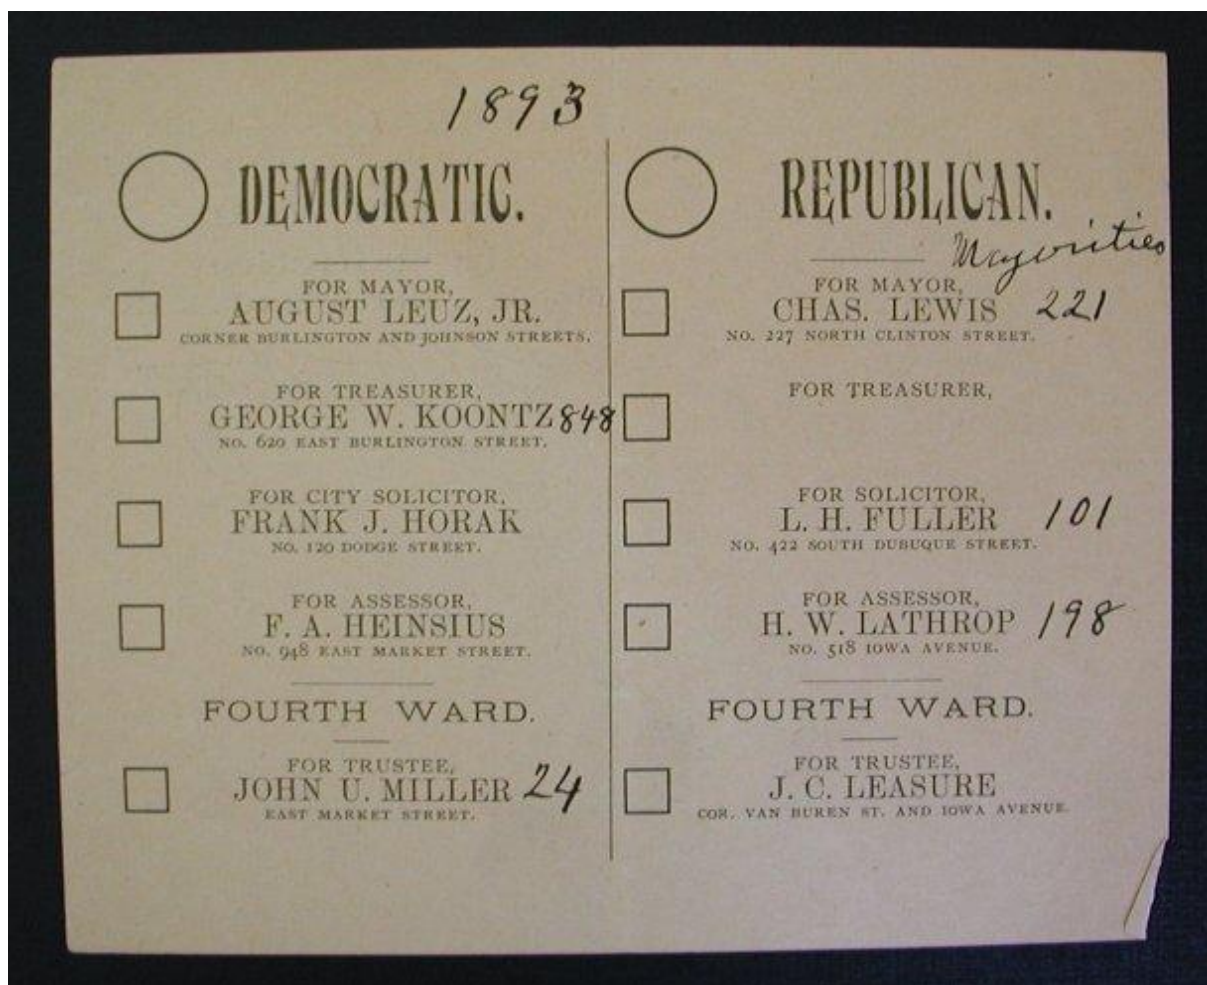 1893
DEMOCRATIC.
FOR MAYOR,
AUGUST LEUZ, JR.
CORNER BURLINGTON AND JOHNSON STREETS.
FOR TREASURER,
GEORGE W. KOONTZ 848
NO. 620 EAST BURLINGTON STREET.
FOR CITY SOLICITOR,
FRANK J. HORAK
NO. 120 DODGE STREET.
FOR ASSESSOR,
F. A. HEINSIUS
NO. 948 EAST MARKET STREET.
FOURTH WARD.
FOR TRUSTEE,
JOHN U. MILLER 24
EAST MARKET STREET.
REPUBLICAN.
Mayorities
FOR MAYOR,
CHAS. LEWIS 221
NO. 227 NORTH CLINTON STREET.
FOR TREASURER,
FOR SOLICITOR,
L. H. FULLER 101
NO. 422 SOUTH DUBUQUE STREET.
FOR ASSESSOR,
H. W. LATHROP 198
NO. 518 IOWA AVENUE.
FOURTH WARD.
FOR TRUSTEE,
J. C. LEASURE
COR. VAN BUREN ST. AND IOWA AVENUE.